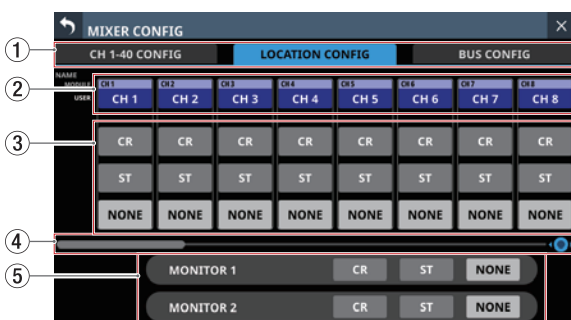 MIXER CONFIG
1 CH 1-40 CONFIG LOCATION CONFIG BUS CONFIG
NAME
MODULE CH 1 CH 2 CH 3 CH 4 CH 5 CH 6 CH 7 CH 8
2 USER CH 1 CH 2 CH 3 CH 4 CH 5 CH 6 CH 7 CH 8
3 CR CR CR CR CR CR CR CR
ST ST ST ST ST ST ST ST
NONE NONE NONE NONE NONE NONE NONE NONE
4
5 MONITOR 1 CR ST NONE
MONITOR 2 CR ST NONE